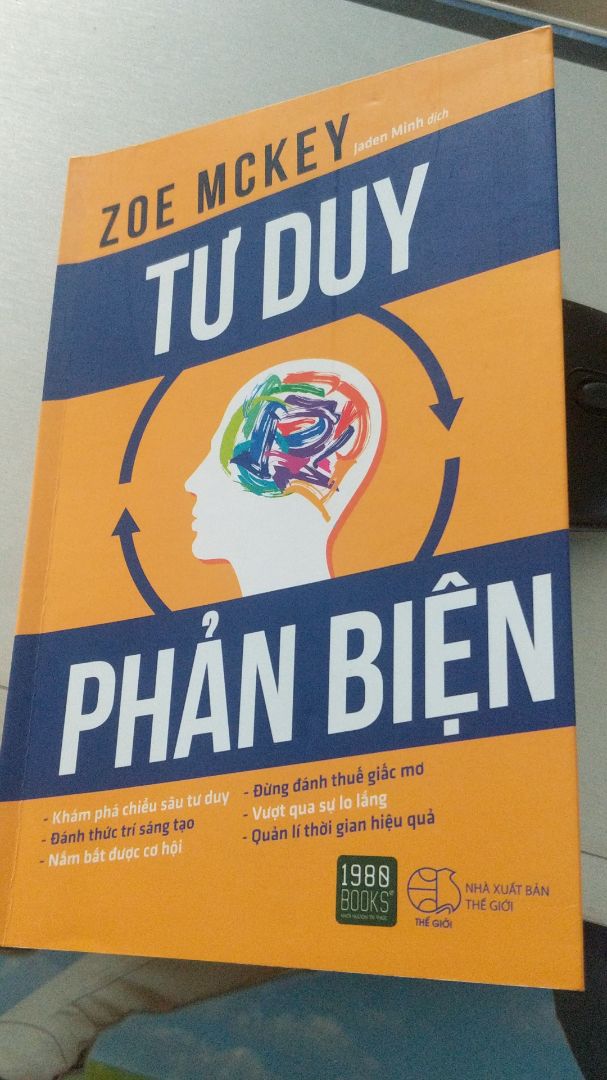 ZOE MCKEY
Jaden Minh dịch
TƯ DUY
PHẢN BIỆN
- Khám phá chiều sâu tư duy
- Đánh thức trí sáng tạo
- Nắm bắt được cơ hội
- Đừng đánh thuế giấc mơ
- Vượt qua sự lo lắng
- Quản lí thời gian hiệu quả
1980
BOOKS
THẾ GIỚI
NHÀ XUẤT BẢN
THẾ GIỚI